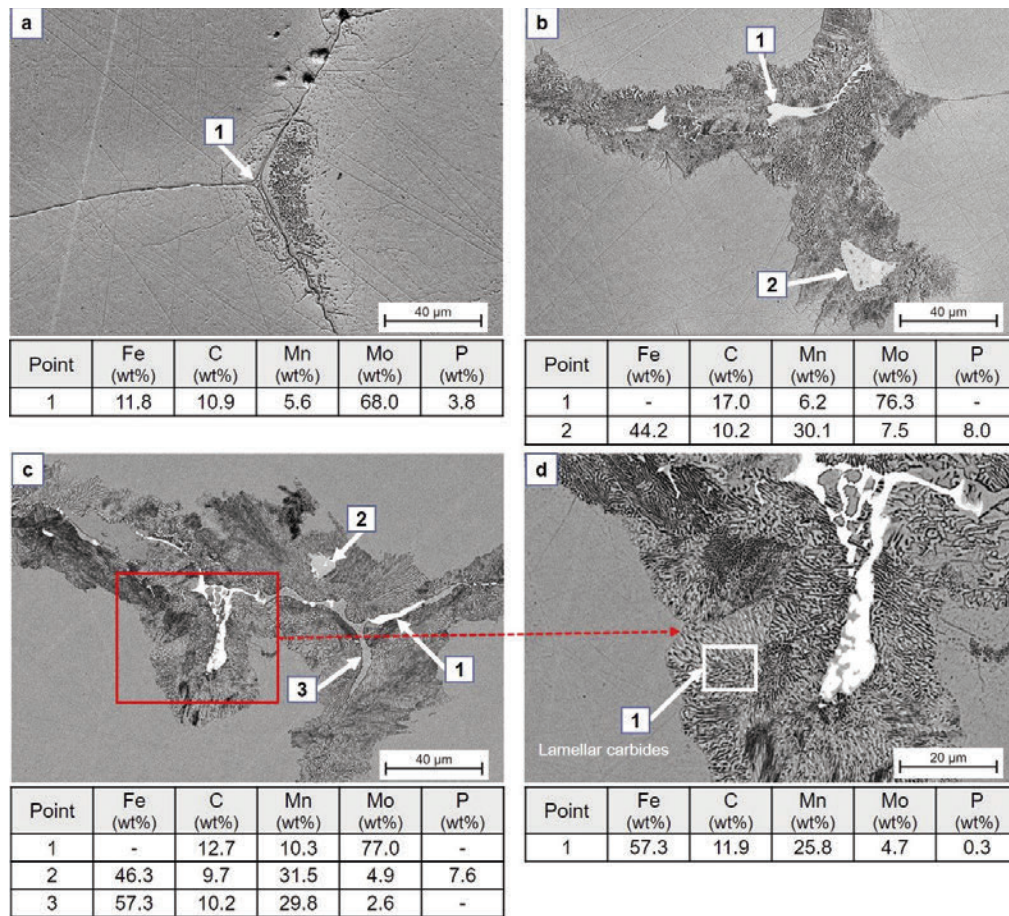 a
1
40 µm
Point Fe (wt%) C (wt%) Mn (wt%) Mo (wt%) P (wt%)
1 11.8 10.9 5.6 68.0 3.8
b
1
2
40 µm
Point Fe (wt%) C (wt%) Mn (wt%) Mo (wt%) P (wt%)
1 - 17.0 6.2 76.3 -
2 44.2 10.2 30.1 7.5 8.0
c
2
1
3
40 µm
Point Fe (wt%) C (wt%) Mn (wt%) Mo (wt%) P (wt%)
1 - 12.7 10.3 77.0 -
2 46.3 9.7 31.5 4.9 7.6
3 57.3 10.2 29.8 2.6 -
d
1
Lamellar carbides
20 µm
Point Fe (wt%) C (wt%) Mn (wt%) Mo (wt%) P (wt%)
1 57.3 11.9 25.8 4.7 0.3